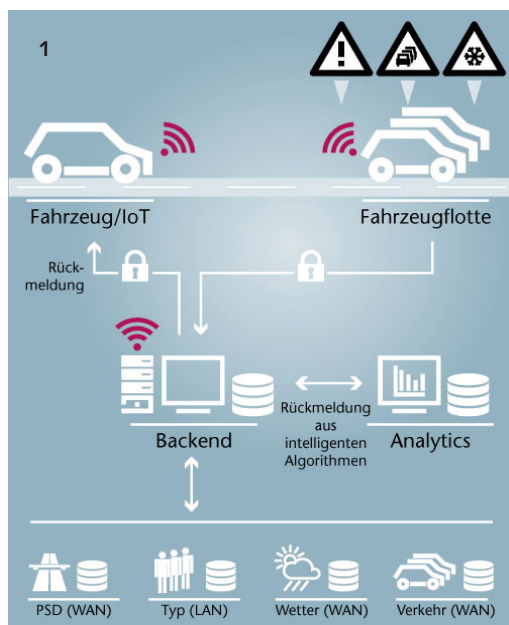 1
!
Fahrzeug/IoT
Fahrzeugflotte
Rück-
meldung
Rückmeldung
aus
intelligenten
Algorithmen
Backend
Analytics
PSD (WAN)
Typ (LAN)
Wetter (WAN)
Verkehr (WAN)